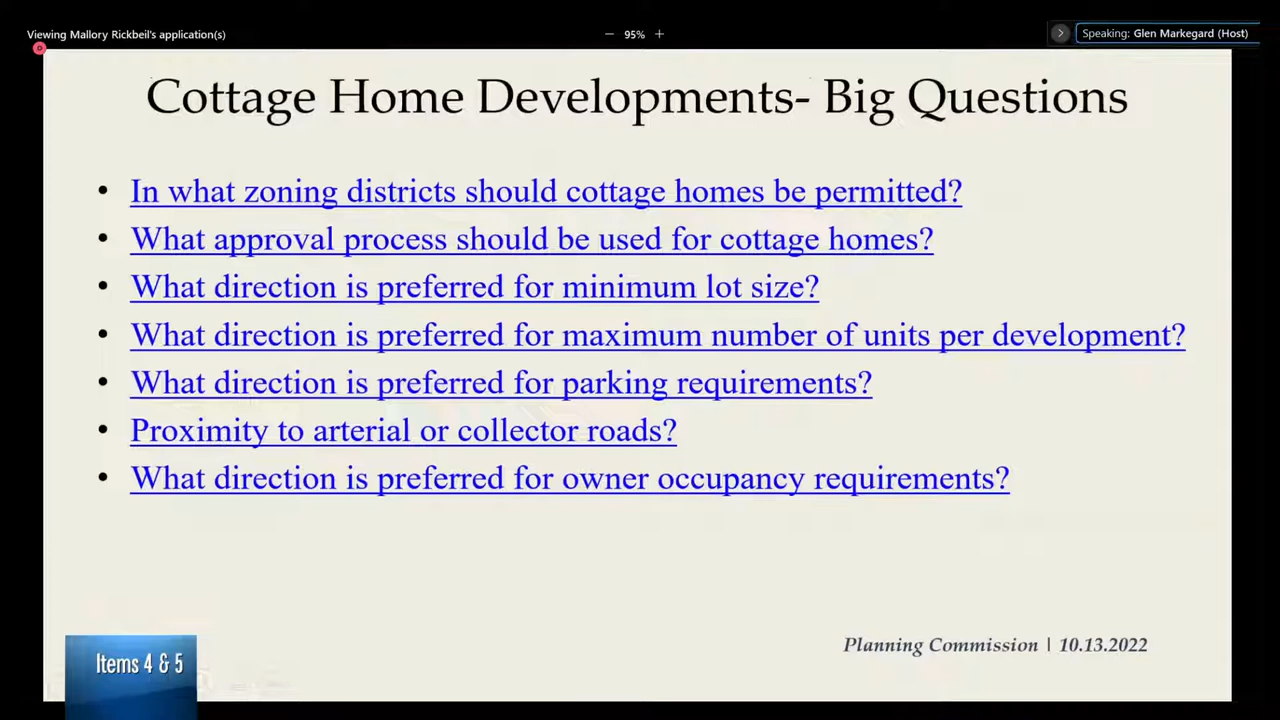 Viewing Mallory Rickbeil's application(s)
95%
Speaking: Glen Markegard (Host)
Cottage Home Developments- Big Questions
• In what zoning districts should cottage homes be permitted?
• What approval process should be used for cottage homes?
• What direction is preferred for minimum lot size?
• What direction is preferred for maximum number of units per development?
• What direction is preferred for parking requirements?
• Proximity to arterial or collector roads?
• What direction is preferred for owner occupancy requirements?
Planning Commission | 10.13.2022
Items 4 & 5